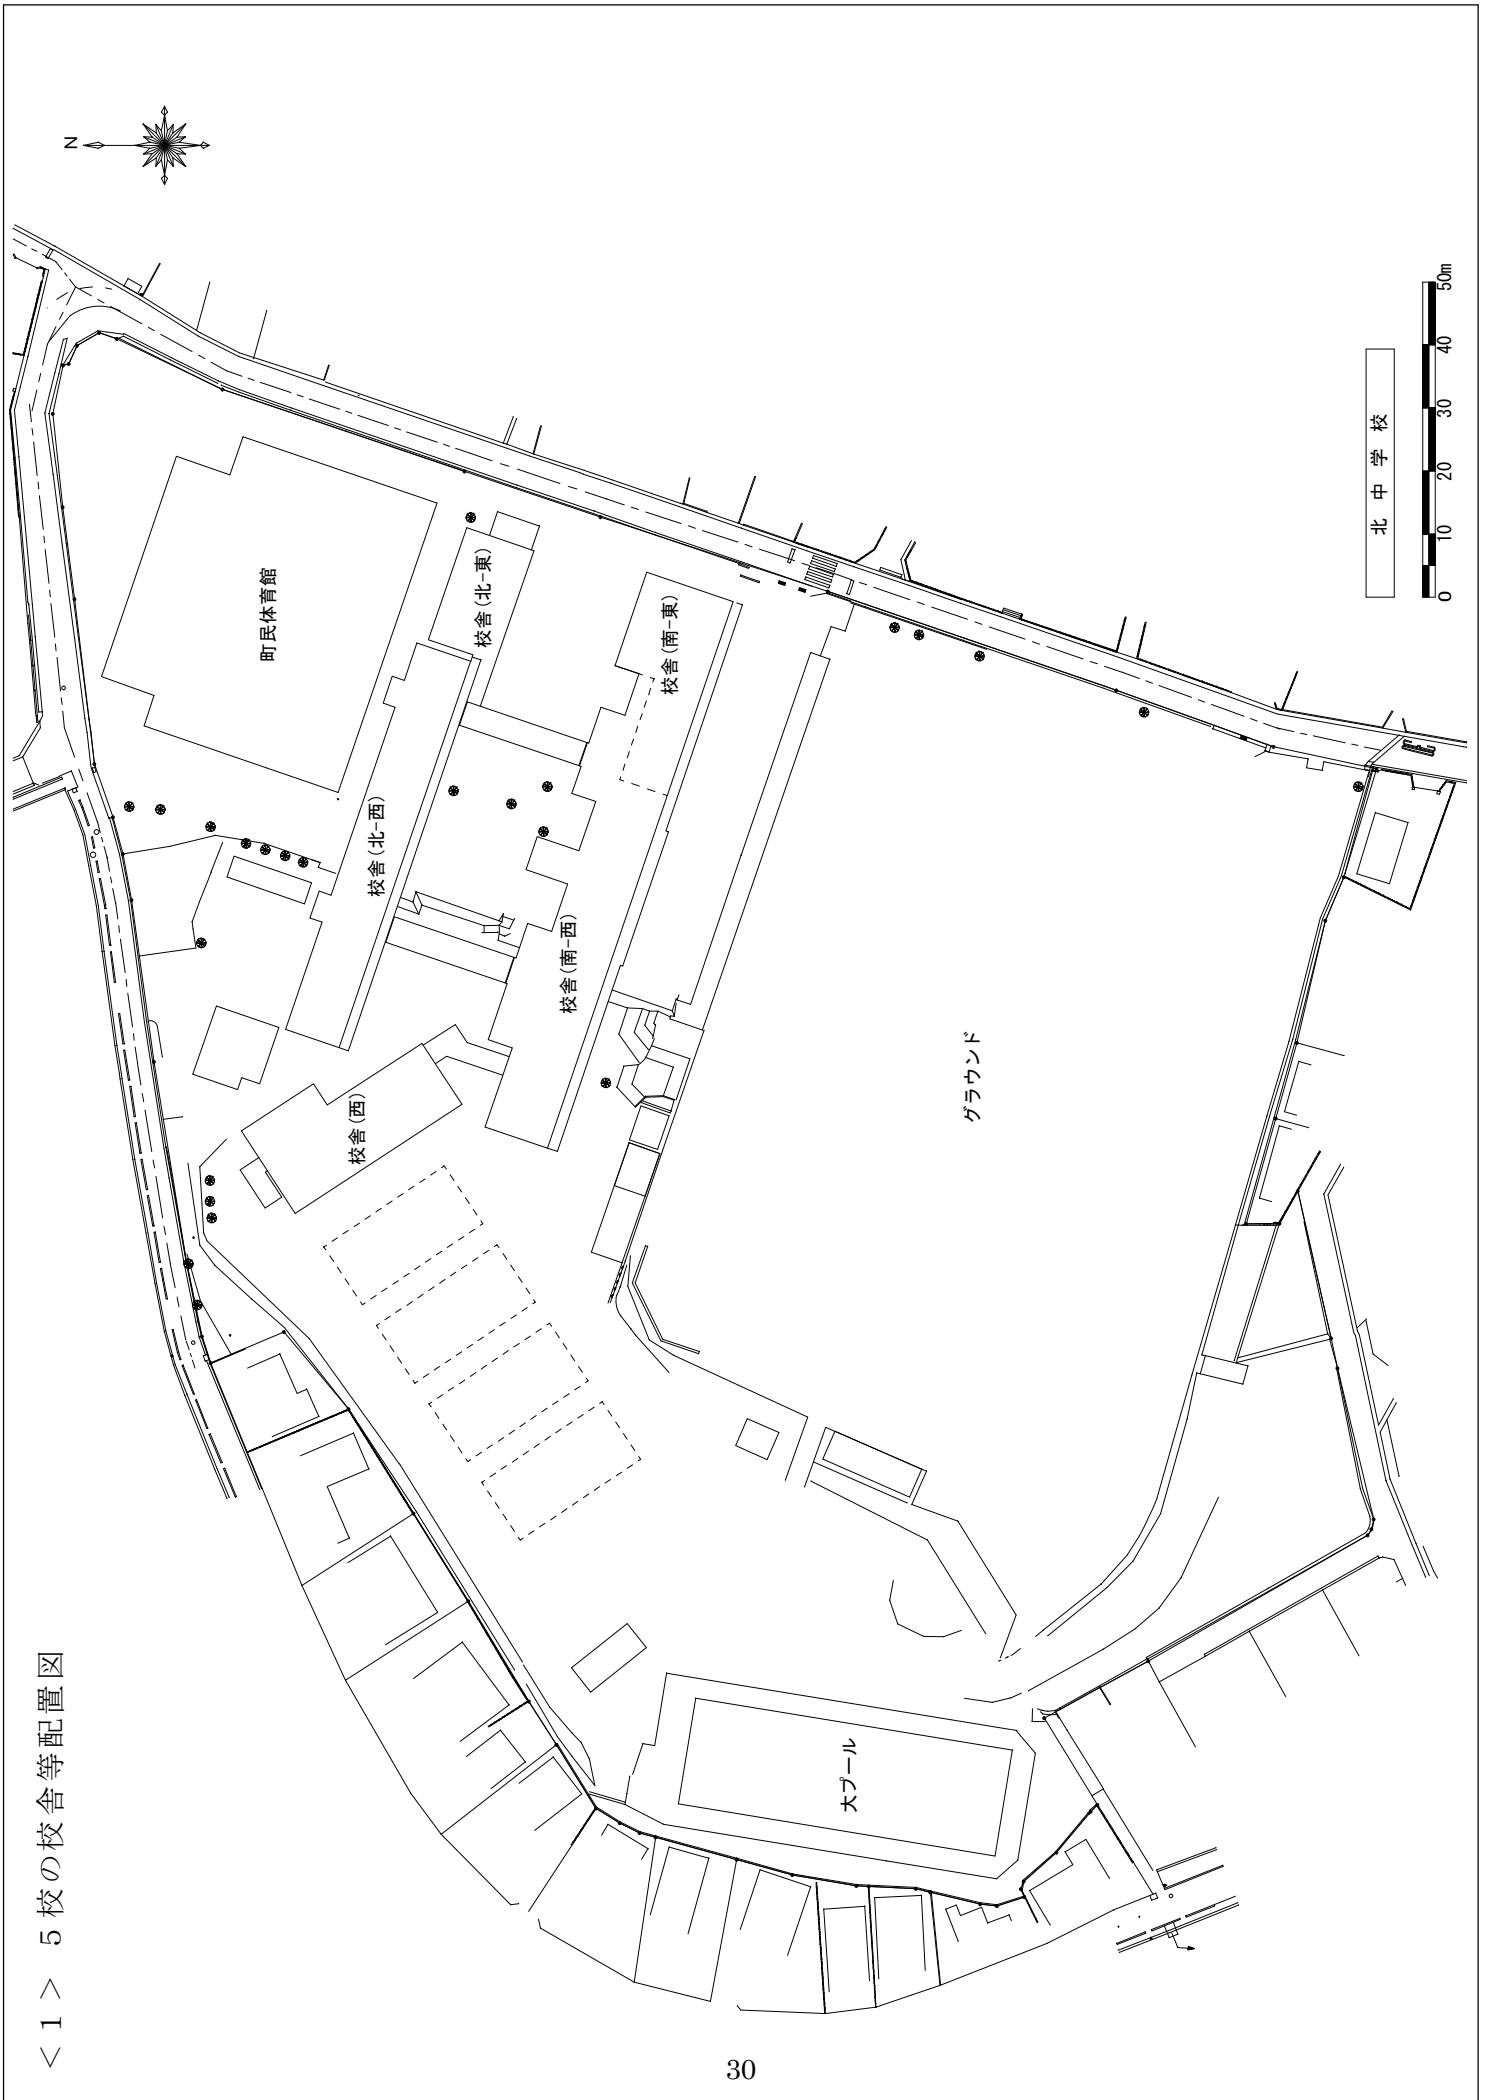 <1> 5校の校舎等配置図
N
町民体育館
校舎(北-東)
校舎(北-西)
校舎(南-東)
校舎(南-西)
校舎(西)
グラウンド
大プール
北中学校
0 10 20 30 40 50m
30